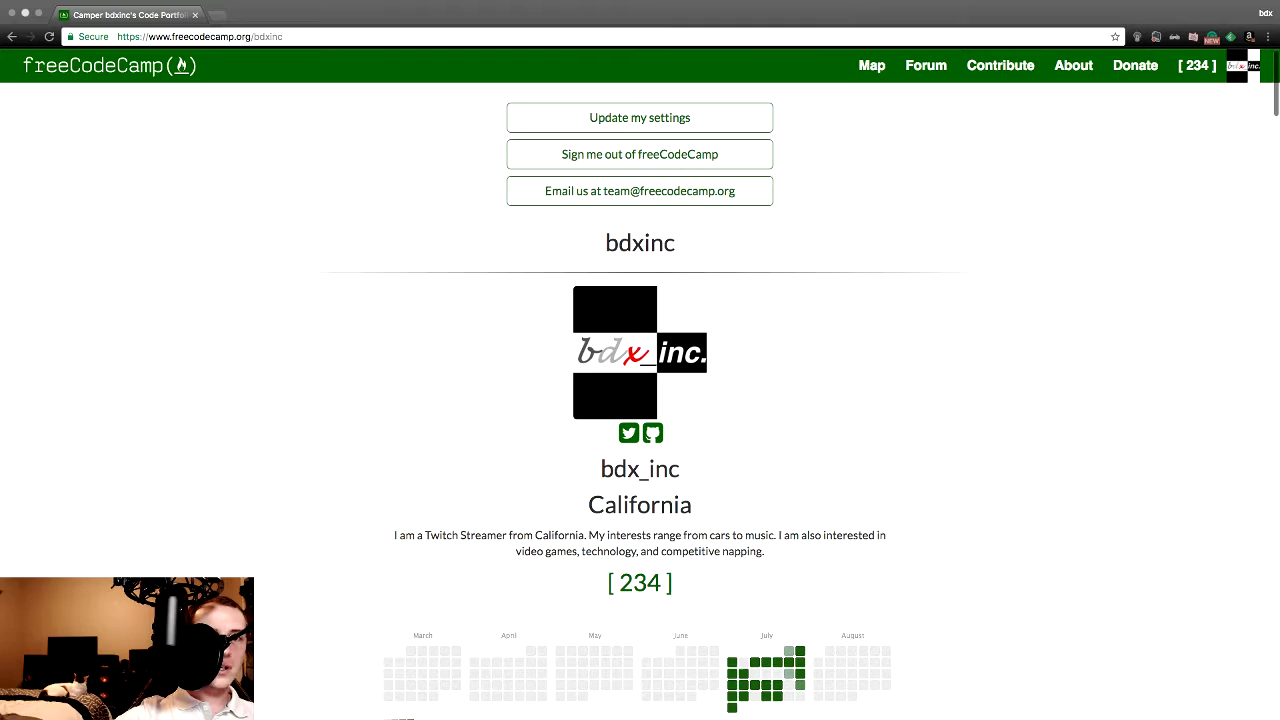 Camper bdxinc's Code Portfoli
bdx
Secure https://www.freecodecamp.org/bdxinc
NEW
freeCodeCamp
Map Forum Contribute About Donate [ 234 ] bdx_inc.
Update my settings
Sign me out of freeCodeCamp
Email us at team@freecodecamp.org
bdxinc
bdx_inc.
bdx_inc
California
I am a Twitch Streamer from California. My interests range from cars to music. I am also interested in
video games, technology, and competitive napping.
[ 234 ]
March April May June July August